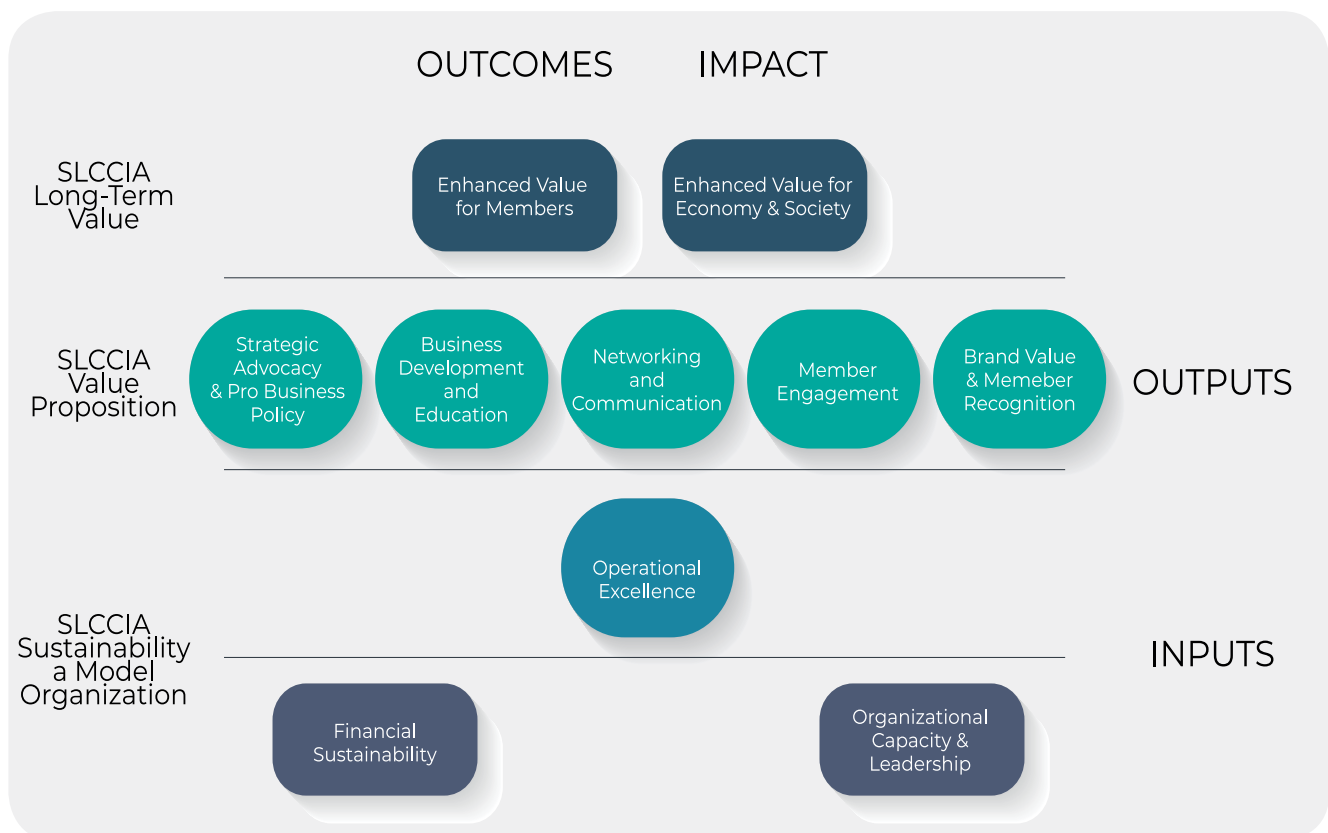 OUTCOMES
IMPACT
SLCCIA
Long-Term
Value
Enhanced Value
for Members
Enhanced Value for
Economy & Society
SLCCIA
Value
Proposition
Strategic
Advocacy
& Pro Business
Policy
Business
Development
and
Education
Networking
and
Communication
Member
Engagement
Brand Value
& Memeber
Recognition
OUTPUTS
SLCCIA
Sustainability
a Model
Organization
Operational
Excellence
INPUTS
Financial
Sustainability
Organizational
Capacity &
Leadership